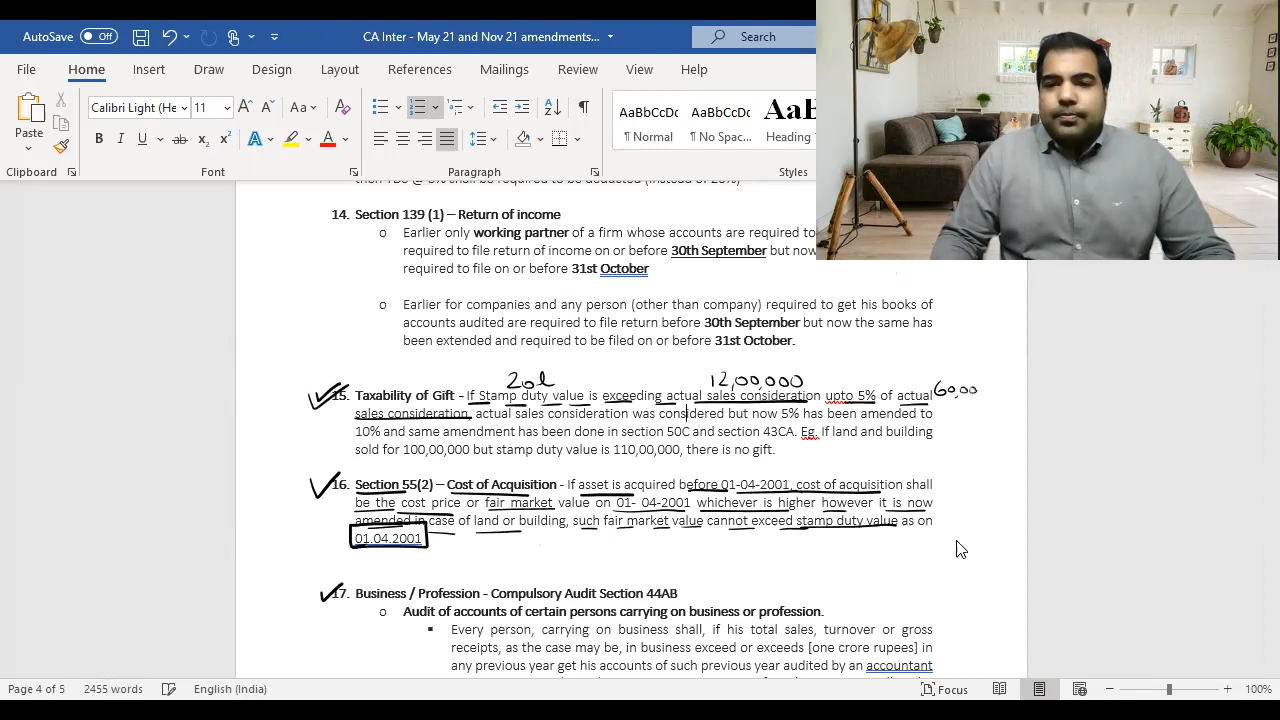 AutoSave Off
CA Inter - May 21 and Nov 21 amendments...
Search
File Home Insert Draw Design Layout References Mailings Review View Help
Paste
Calibri Light (He 11
Clipboard
Font
Paragraph
Styles
AaBbCcDc AaBbCcDc AaB
¶ Normal ¶ No Spac... Heading
14. Section 139 (1) – Return of income
o Earlier only working partner of a firm whose accounts are required to
required to file return of income on or before 30th September but now
required to file on or before 31st October
o Earlier for companies and any person (other than company) required to get his books of
accounts audited are required to file return before 30th September but now the same has
been extended and required to be filed on or before 31st October.
20l 12,00,000
60,00
15. Taxability of Gift - If Stamp duty value is exceeding actual sales consideration upto 5% of actual
sales consideration, actual sales consideration was considered but now 5% has been amended to
10% and same amendment has been done in section 50C and section 43CA. Eg. If land and building
sold for 100,00,000 but stamp duty value is 110,00,000, there is no gift.
16. Section 55(2) – Cost of Acquisition - If asset is acquired before 01-04-2001, cost of acquisition shall
be the cost price or fair market value on 01- 04-2001 whichever is higher however it is now
amended in case of land or building, such fair market value cannot exceed stamp duty value as on
01.04.2001
17. Business / Profession - Compulsory Audit Section 44AB
o Audit of accounts of certain persons carrying on business or profession.
▪ Every person, carrying on business shall, if his total sales, turnover or gross
receipts, as the case may be, in business exceed or exceeds [one crore rupees] in
any previous year get his accounts of such previous year audited by an accountant
Page 4 of 5 2455 words English (India) Focus 100%